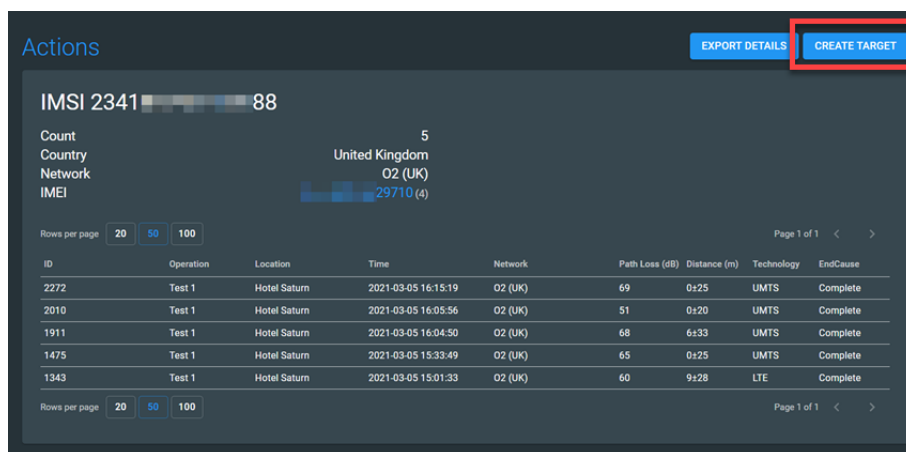 Actions
EXPORT DETAILS CREATE TARGET
IMSI 2341 88
Count 5
Country United Kingdom
Network O2 (UK)
IMEI 29710 (4)
Rows per page 20 50 100 Page 1 of 1 < >
ID Operation Location Time Network Path Loss (dB) Distance (m) Technology EndCause
2272 Test 1 Hotel Saturn 2021-03-05 16:15:19 O2 (UK) 69 0±25 UMTS Complete
2010 Test 1 Hotel Saturn 2021-03-05 16:05:56 O2 (UK) 51 0±20 UMTS Complete
1911 Test 1 Hotel Saturn 2021-03-05 16:04:50 O2 (UK) 68 6±33 UMTS Complete
1475 Test 1 Hotel Saturn 2021-03-05 15:33:49 O2 (UK) 65 0±25 UMTS Complete
1343 Test 1 Hotel Saturn 2021-03-05 15:01:33 O2 (UK) 60 9±28 LTE Complete
Rows per page 20 50 100 Page 1 of 1 < >